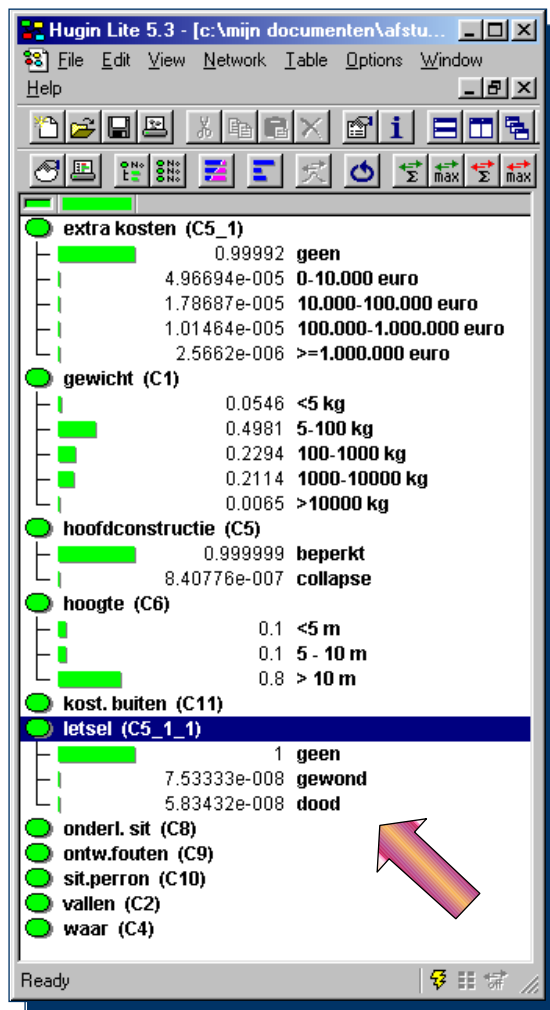 Hugin Lite 5.3 - [c:\mijn documenten\afstu...
File Edit View Network Table Options Window
Help
Σ max Σ max
extra kosten (C5_1)
0.99992 geen
4.96694e-005 0-10.000 euro
1.78687e-005 10.000-100.000 euro
1.01464e-005 100.000-1.000.000 euro
2.5662e-006 >=1.000.000 euro
gewicht (C1)
0.0546 <5 kg
0.4981 5-100 kg
0.2294 100-1000 kg
0.2114 1000-10000 kg
0.0065 >10000 kg
hoofdconstructie (C5)
0.999999 beperkt
8.40776e-007 collapse
hoogte (C6)
0.1 <5 m
0.1 5 - 10 m
0.8 > 10 m
kost. buiten (C11)
letsel (C5_1_1)
1 geen
7.53333e-008 gewond
5.83432e-008 dood
onderl. sit (C8)
ontw.fouten (C9)
sit.perron (C10)
vallen (C2)
waar (C4)
Ready